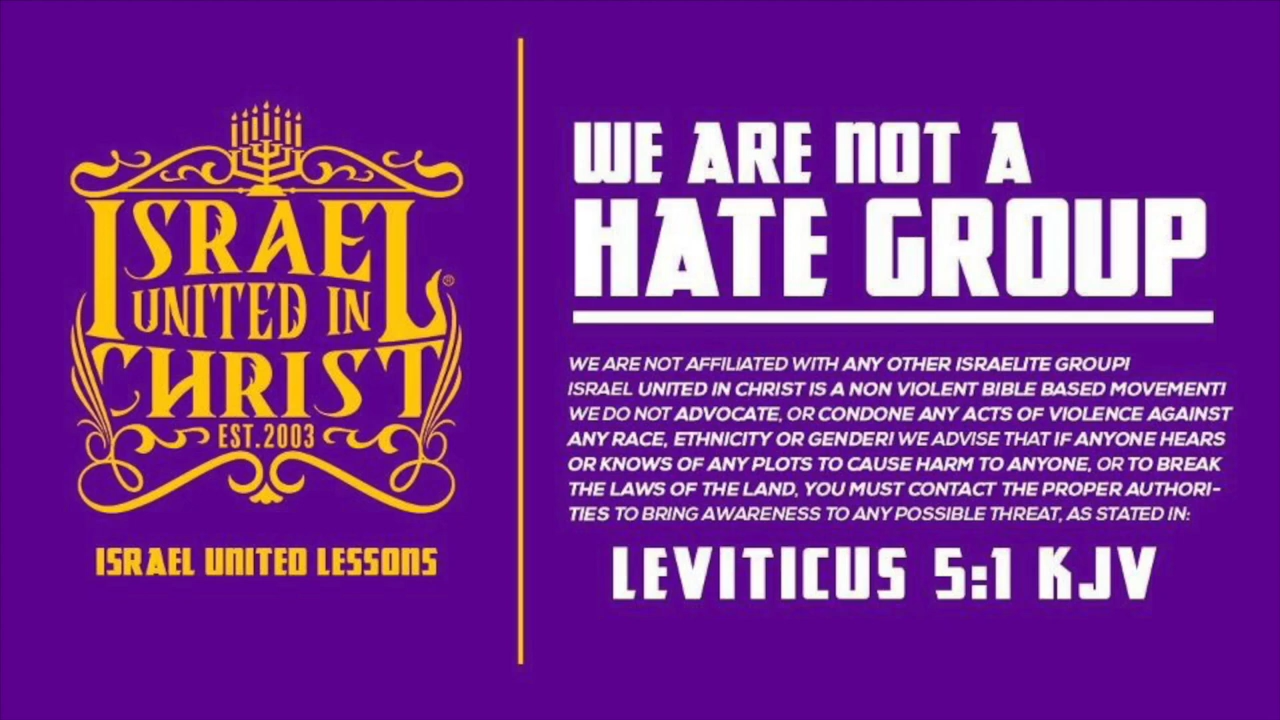 ISRAEL
UNITED IN
CHRIST
EST.2003
®
ISRAEL UNITED LESSONS
WE ARE NOT A
HATE GROUP
WE ARE NOT AFFILIATED WITH ANY OTHER ISRAELITE GROUP!
ISRAEL UNITED IN CHRIST IS A NON VIOLENT BIBLE BASED MOVEMENT!
WE DO NOT ADVOCATE, OR CONDONE ANY ACTS OF VIOLENCE AGAINST
ANY RACE, ETHNICITY OR GENDER! WE ADVISE THAT IF ANYONE HEARS
OR KNOWS OF ANY PLOTS TO CAUSE HARM TO ANYONE, OR TO BREAK
THE LAWS OF THE LAND, YOU MUST CONTACT THE PROPER AUTHORI-
TIES TO BRING AWARENESS TO ANY POSSIBLE THREAT, AS STATED IN:
LEVITICUS 5:1 KJV